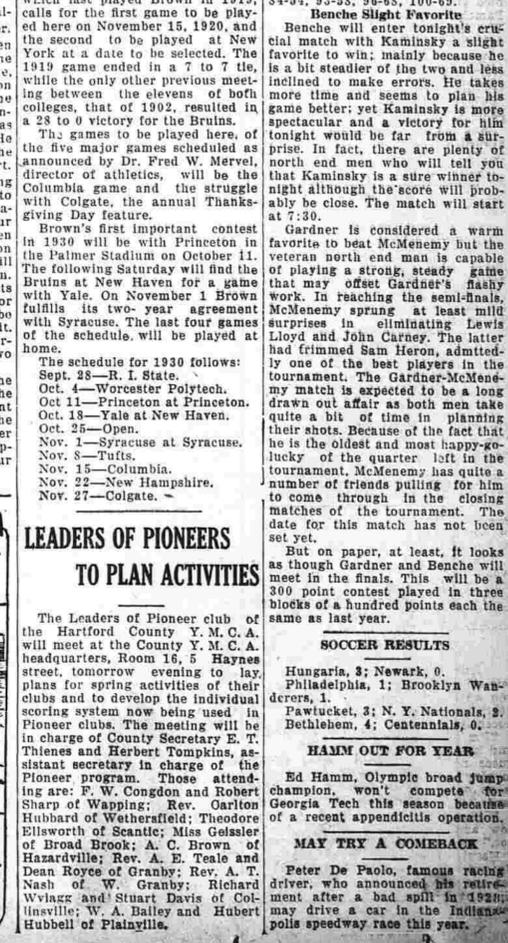 which last played Brown in 1919,
calls for the first game to be play-
ed here on November 15, 1920, and
the second to be played at New
York at a date to be selected. The
1919 game ended in a 7 to 7 tie,
while the only other previous meet-
ing between the elevens of both
colleges, that of 1902, resulted in
a 28 to 0 victory for the Bruins.
The games to be played here, of
the five major games scheduled as
announced by Dr. Fred W. Mervel,
director of athletics, will be the
Columbia game and the struggle
with Colgate, the annual Thanks-
giving Day feature.
Brown's first important contest
in 1930 will be with Princeton in
the Palmer Stadium on October 11.
The following Saturday will find the
Bruins at New Haven for a game
with Yale. On November 1 Brown
fulfills its two-year agreement
with Syracuse. The last four games
of the schedule will be played at
home.
The schedule for 1930 follows:
Sept. 28—R. I. State.
Oct. 4—Worcester Polytech.
Oct 11—Princeton at Princeton.
Oct. 18—Yale at New Haven.
Oct. 25—Open.
Nov. 1—Syracuse at Syracuse.
Nov. 8—Tufts.
Nov. 15—Columbia.
Nov. 22—New Hampshire.
Nov. 27—Colgate.
LEADERS OF PIONEERS
TO PLAN ACTIVITIES
The Leaders of Pioneer club of
the Hartford County Y. M. C. A.
will meet at the County Y. M. C. A.
headquarters, Room 16, 5 Haynes
street, tomorrow evening to lay
plans for spring activities of their
clubs and to develop the individual
scoring system now being used in
Pioneer clubs. The meeting will be
in charge of County Secretary E. T.
Thienes and Herbert Tompkins, as-
sistant secretary in charge of the
Pioneer program. Those attend-
ing are: F. W. Congdon and Robert
Sharp of Wapping; Rev. Oarlton
Hubbard of Wethersfield; Theodore
Ellsworth of Scantic; Miss Geissler
of Broad Brook; A. C. Brown of
Hazardville; Rev. A. E. Teale and
Dean Royce of Granby; Rev. A. T.
Nash of W. Granby; Richard
and Stuart Davis of Col-
linsville; W. A. Bailey and Hubert
Hubbell of Plainville.
Benche Slight Favorite
Benche will enter tonight's cru-
cial match with Kaminsky a slight
favorite to win; mainly because he
is a bit steadier of the two and less
inclined to make errors. He takes
more time and seems to plan his
game better; yet Kaminsky is more
spectacular and a victory for him
tonight would be far from a sur-
prise. In fact, there are plenty of
north end men who will tell you
that Kaminsky is a sure winner to-
night although the score will prob-
ably be close. The match will start
at 7:30.
Gardner is considered a warm
favorite to beat McMenemy but the
veteran north end man is capable
of playing a strong, steady game
that may offset Gardner's flashy
work. In reaching the semi-finals,
McMenemy sprung at least mild
surprises in eliminating Lewis
Lloyd and John Carney. The latter
had frimmed Sam Heron, admitted-
ly one of the best players in the
tournament. The Gardner-McMene-
my match is expected to be a long
drawn out affair as both men take
quite a bit of time in planning
their shots. Because of the fact that
he is the oldest and most happy-go-
lucky of the quarter left in the
tournament, McMenemy has quite a
number of friends pulling for him
to come through in the closing
matches of the tournament. The
date for this match has not been
set yet.
But on paper, at least, it looks
as though Gardner and Benche will
meet in the finals. This will be a
300 point contest played in three
blocks of a hundred points each the
same as last year.
SOCCER RESULTS
Hungaria, 3; Newark, 0.
Philadelphia, 1; Brooklyn Wan-
derers, 1.
Pawtucket, 3; N. Y. Nationals, 2.
Bethlehem, 4; Centennials, 0.
HAMM OUT FOR YEAR
Ed Hamm, Olympic broad jump
champion, won't compete for
Georgia Tech this season because
of a recent appendicitis operation.
MAY TRY A COMEBACK
Peter De Paolo, famous racing
driver, who announced his retire-
ment after a bad spill in 1928,
may drive a car in the Indiana-
polis speedway race this year.